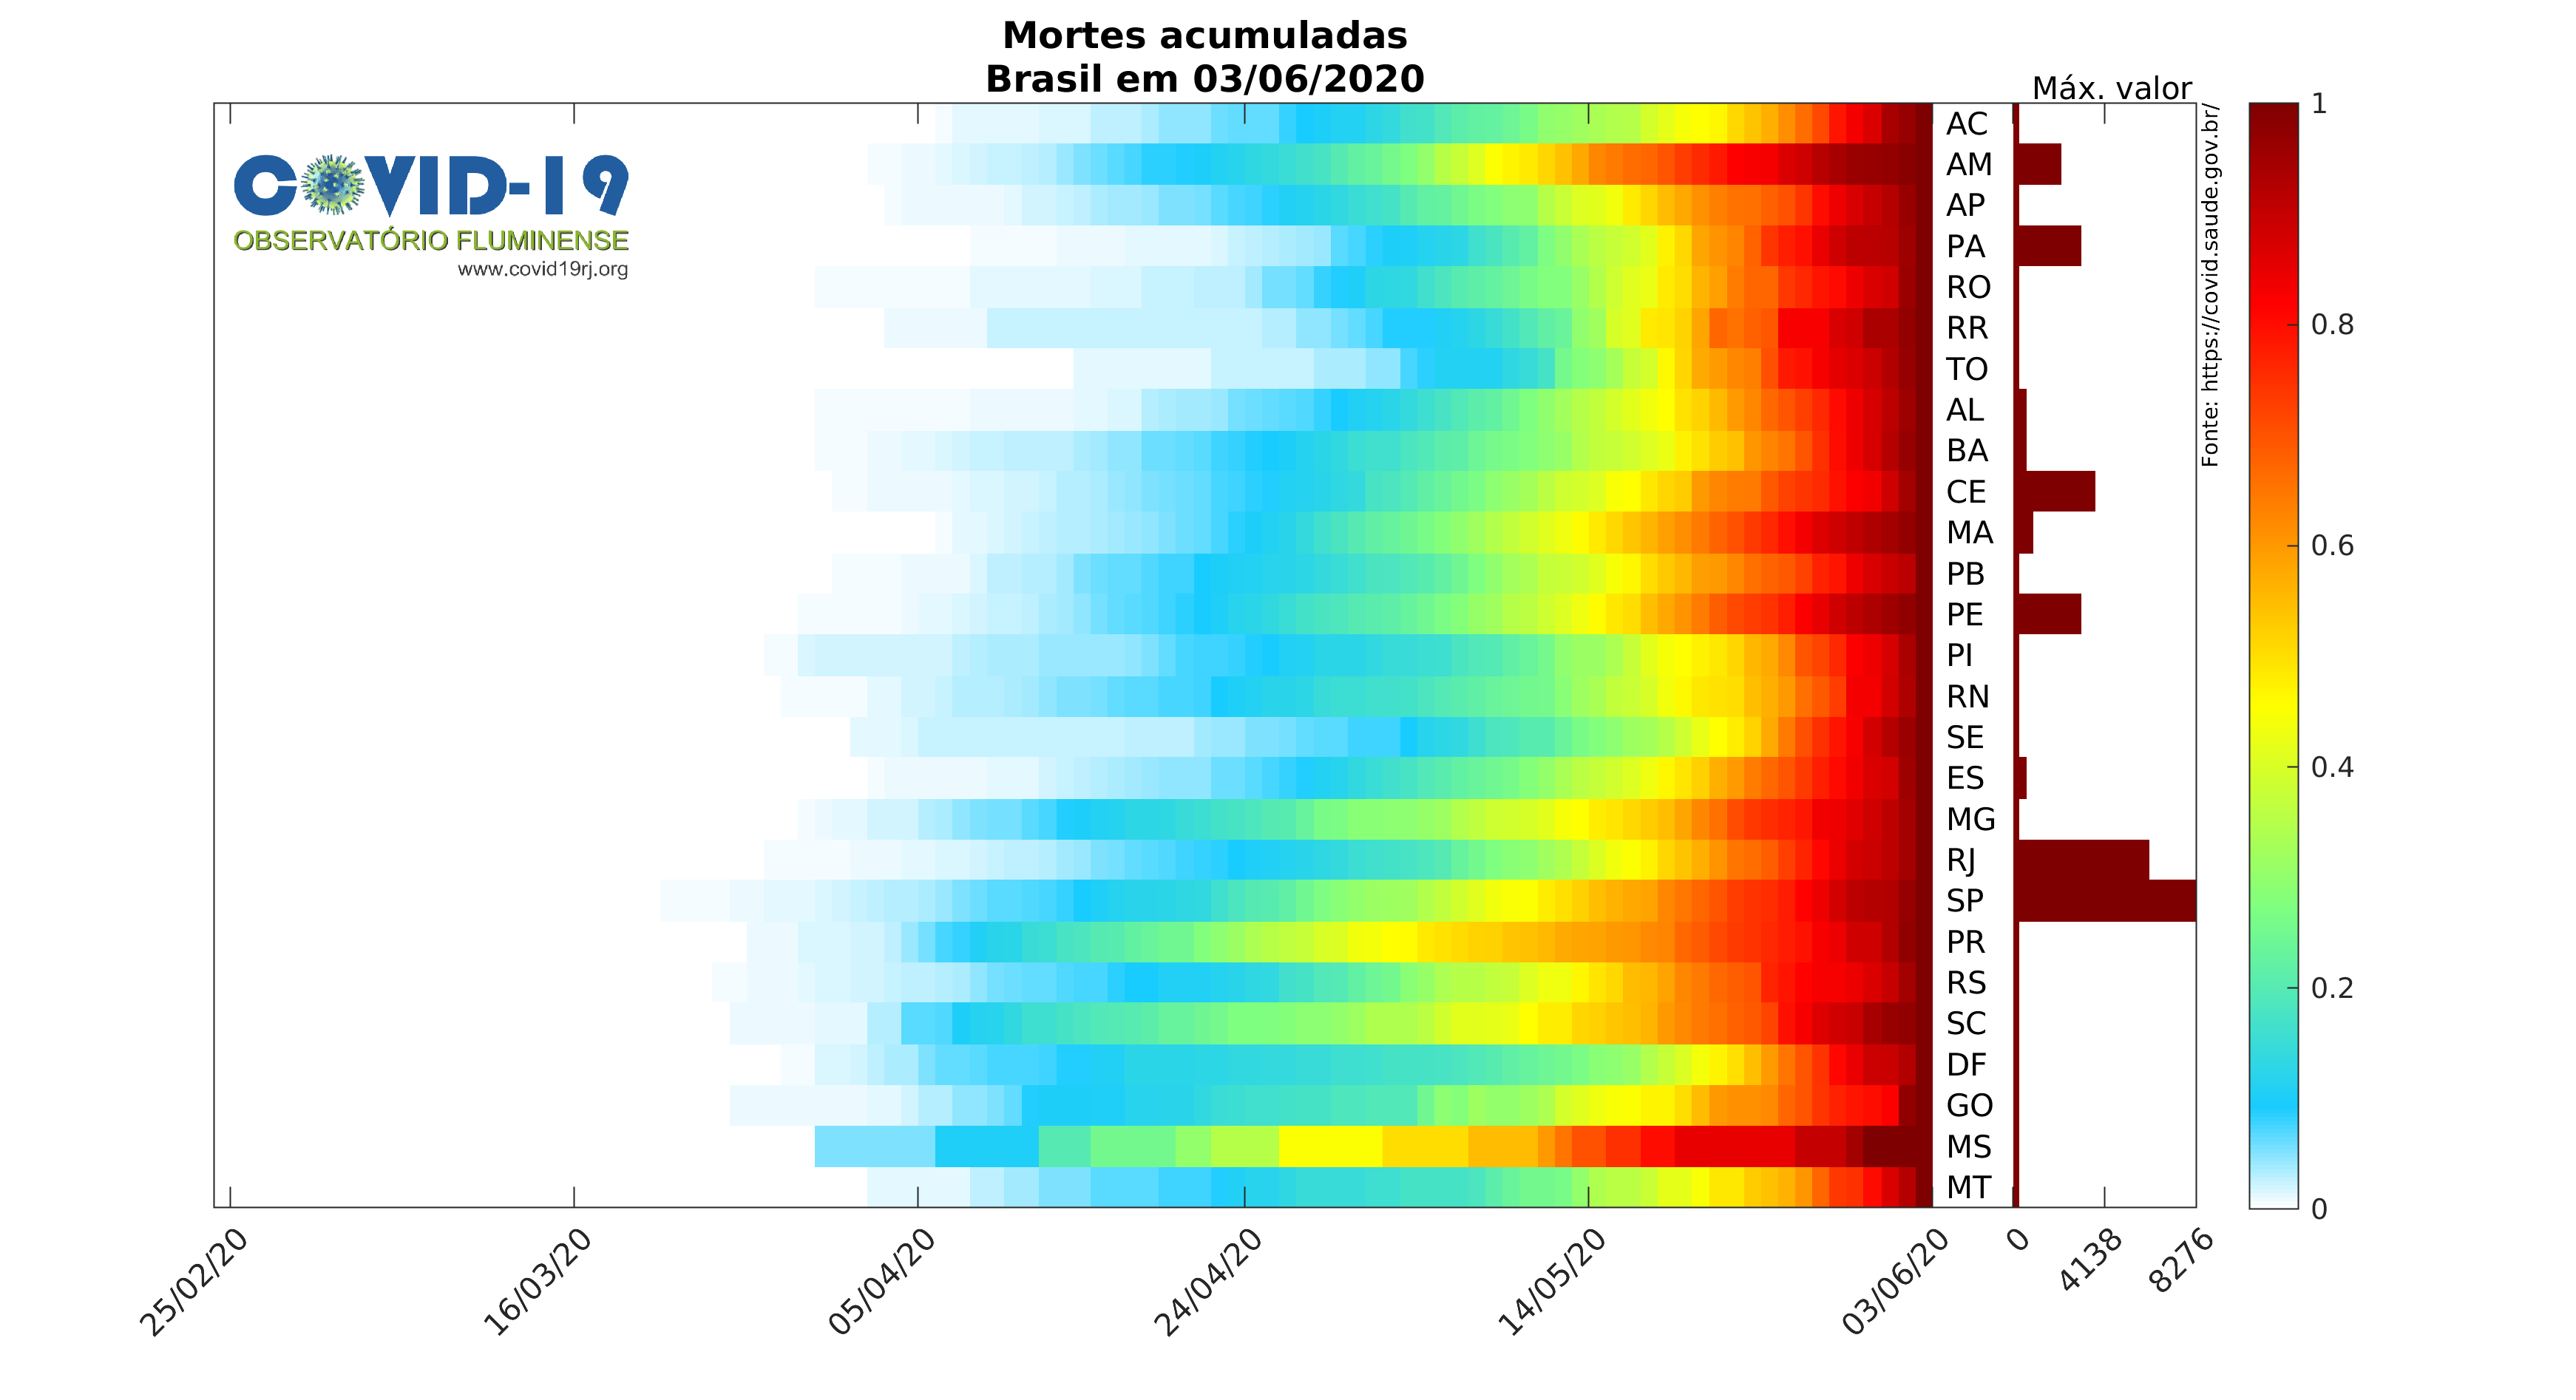 Mortes acumuladas
Brasil em 03/06/2020
Máx. valor
COVID-19
OBSERVATÓRIO FLUMINENSE
www.covid19rj.org
AC
AM
AP
PA
RO
RR
TO
AL
BA
CE
MA
PB
PE
PI
RN
SE
ES
MG
RJ
SP
PR
RS
SC
DF
GO
MS
MT
Fonte: https://covid.saude.gov.br/
1
0.8
0.6
0.4
0.2
0
25/02/20
16/03/20
05/04/20
24/04/20
14/05/20
03/06/20
0
4138
8276